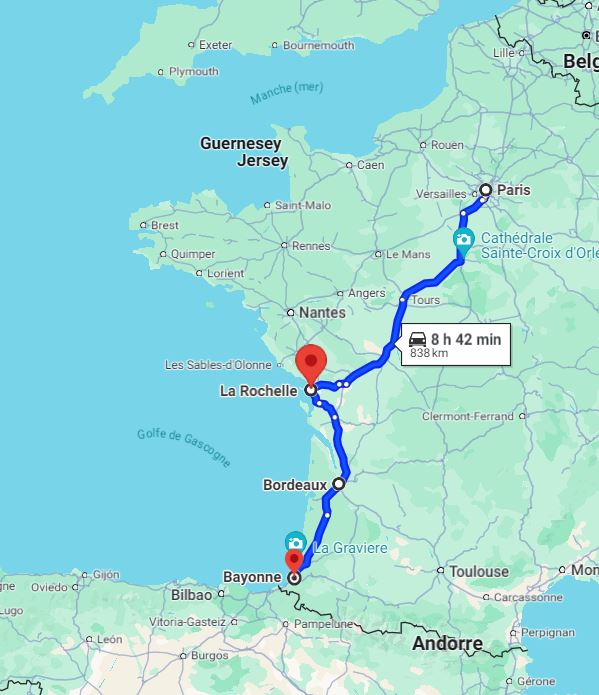 Exeter
Bournemouth
Plymouth
Lille
Belg
Manche (mer)
Guernesey
Jersey
Rouen
Caen
Versailles
Paris
Saint-Malo
Brest
Cathédrale
Sainte-Croix d'Orlé
Quimper
Rennes
Le Mans
Lorient
Angers
Tours
Nantes
8 h 42 min
838 km
Les Sables-d'Olonne
La Rochelle
Clermont-Ferrand
Golfe de Gascogne
Bordeaux
La Graviere
Gijón
Bayonne
Toulouse
Mon
ne
Oviedo
Bilbao
Carcassonne
Lugo
Vitoria-Gasteiz
Pampelune
Perpignan
León
Andorre
Burgos
Gérone